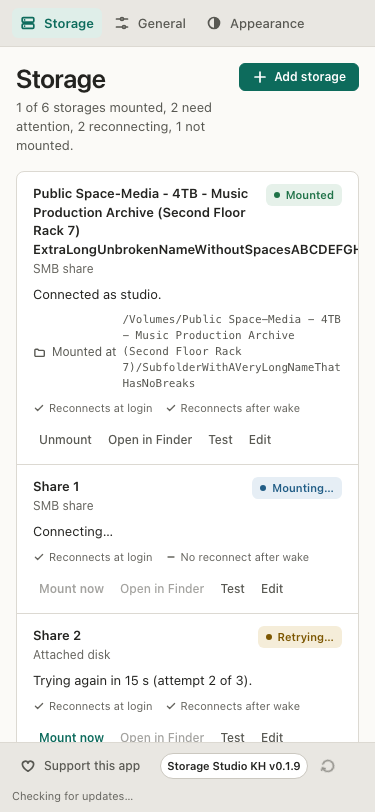 Storage General Appearance
Storage
Add storage
1 of 6 storages mounted, 2 need
attention, 2 reconnecting, 1 not
mounted.
Public Space-Media - 4TB - Music
Production Archive (Second Floor
Rack 7)
ExtraLongUnbrokenNameWithoutSpacesABCDEFGH
Mounted
SMB share
Connected as studio.
Mounted at
/Volumes/Public Space-Media - 4TB
- Music Production Archive
(Second Floor Rack
7)/SubfolderWithAVeryLongNameThat
HasNoBreaks
Reconnects at login Reconnects after wake
Unmount Open in Finder Test Edit
Share 1
Mounting...
SMB share
Connecting...
Reconnects at login No reconnect after wake
Mount now Open in Finder Test Edit
Share 2
Retrying...
Attached disk
Trying again in 15 s (attempt 2 of 3).
Reconnects at login Reconnects after wake
Mount now Open in Finder Test Edit
Support this app Storage Studio KH v0.1.9
Checking for updates...